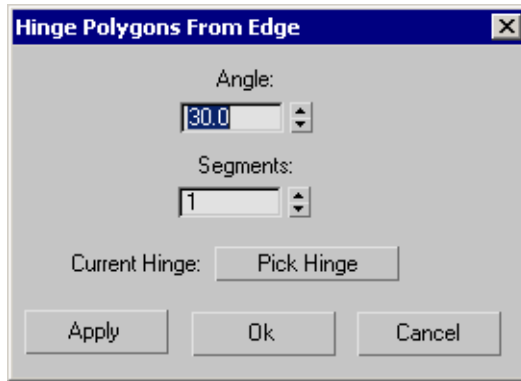 Hinge Polygons From Edge
Angle:
30.0
Segments:
1
Current Hinge: Pick Hinge
Apply Ok Cancel